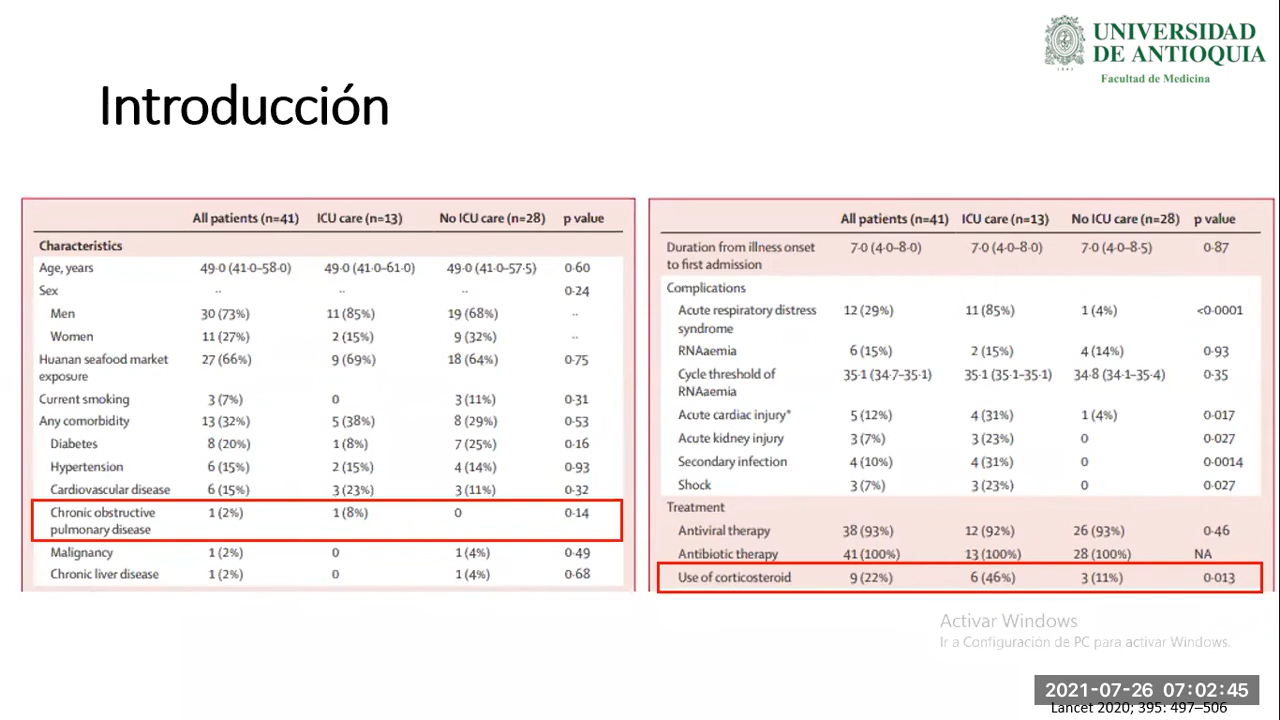 UNIVERSIDAD
DE ANTIOQUIA
1803
Facultad de Medicina
Introducción
All patients (n=41) ICU care (n=13) No ICU care (n=28) p value
Characteristics
Age, years 49·0 (41·0–58·0) 49·0 (41·0–61·0) 49·0 (41·0–57·5) 0·60
Sex ·· ·· ·· 0·24
Men 30 (73%) 11 (85%) 19 (68%) ··
Women 11 (27%) 2 (15%) 9 (32%) ··
Huanan seafood market 27 (66%) 9 (69%) 18 (64%) 0·75
exposure
Current smoking 3 (7%) 0 3 (11%) 0·31
Any comorbidity 13 (32%) 5 (38%) 8 (29%) 0·53
Diabetes 8 (20%) 1 (8%) 7 (25%) 0·16
Hypertension 6 (15%) 2 (15%) 4 (14%) 0·93
Cardiovascular disease 6 (15%) 3 (23%) 3 (11%) 0·32
Chronic obstructive 1 (2%) 1 (8%) 0 0·14
pulmonary disease
Malignancy 1 (2%) 0 1 (4%) 0·49
Chronic liver disease 1 (2%) 0 1 (4%) 0·68
All patients (n=41) ICU care (n=13) No ICU care (n=28) p value
Duration from illness onset 7·0 (4·0–8·0) 7·0 (4·0–8·0) 7·0 (4·0–8·5) 0·87
to first admission
Complications
Acute respiratory distress 12 (29%) 11 (85%) 1 (4%) <0·0001
syndrome
RNAaemia 6 (15%) 2 (15%) 4 (14%) 0·93
Cycle threshold of 35·1 (34·7–35·1) 35·1 (35·1–35·1) 34·8 (34·1–35·4) 0·35
RNAaemia
Acute cardiac injury* 5 (12%) 4 (31%) 1 (4%) 0·017
Acute kidney injury 3 (7%) 3 (23%) 0 0·027
Secondary infection 4 (10%) 4 (31%) 0 0·0014
Shock 3 (7%) 3 (23%) 0 0·027
Treatment
Antiviral therapy 38 (93%) 12 (92%) 26 (93%) 0·46
Antibiotic therapy 41 (100%) 13 (100%) 28 (100%) NA
Use of corticosteroid 9 (22%) 6 (46%) 3 (11%) 0·013
Activar Windows
Ir a Configuración de PC para activar Windows.
2021-07-26 07:02:45
Lancet 2020; 395: 497–506